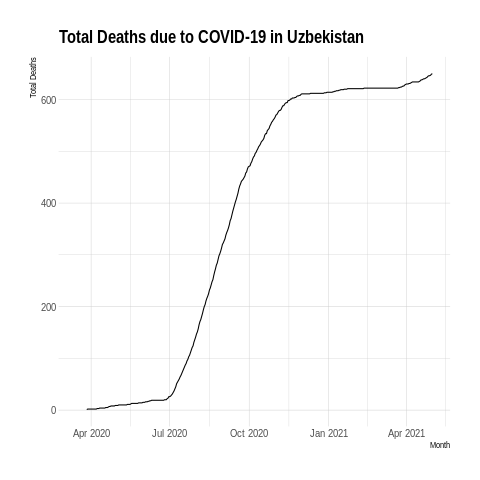 Total Deaths due to COVID-19 in Uzbekistan
Total Deaths
600
400
200
0
Apr 2020 Jul 2020 Oct 2020 Jan 2021 Apr 2021
Month